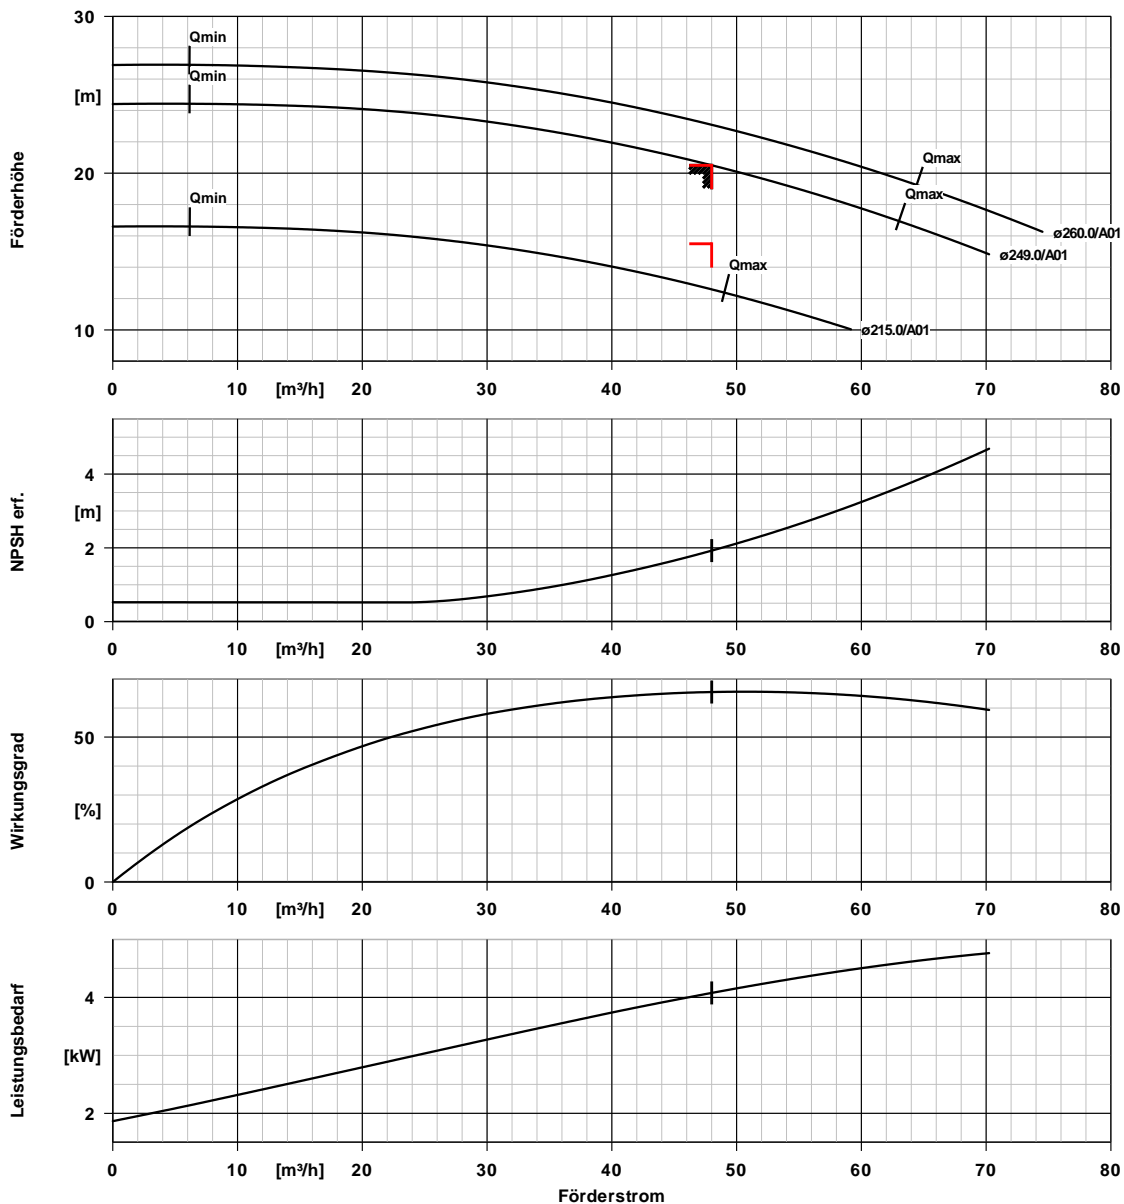 30
Qmin
Qmin
[m]
Förderhöhe
20
Qmax
Qmin
Qmax
ø260.0/A01
ø249.0/A01
Qmax
10
ø215.0/A01
0 10 [m³/h] 20 30 40 50 60 70 80
4
NPSH erf.
[m]
2
0
0 10 [m³/h] 20 30 40 50 60 70 80
50
Wirkungsgrad
[%]
0
0 10 [m³/h] 20 30 40 50 60 70 80
4
Leistungsbedarf
[kW]
2
0 10 [m³/h] 20 30 40 50 60 70 80
Förderstrom